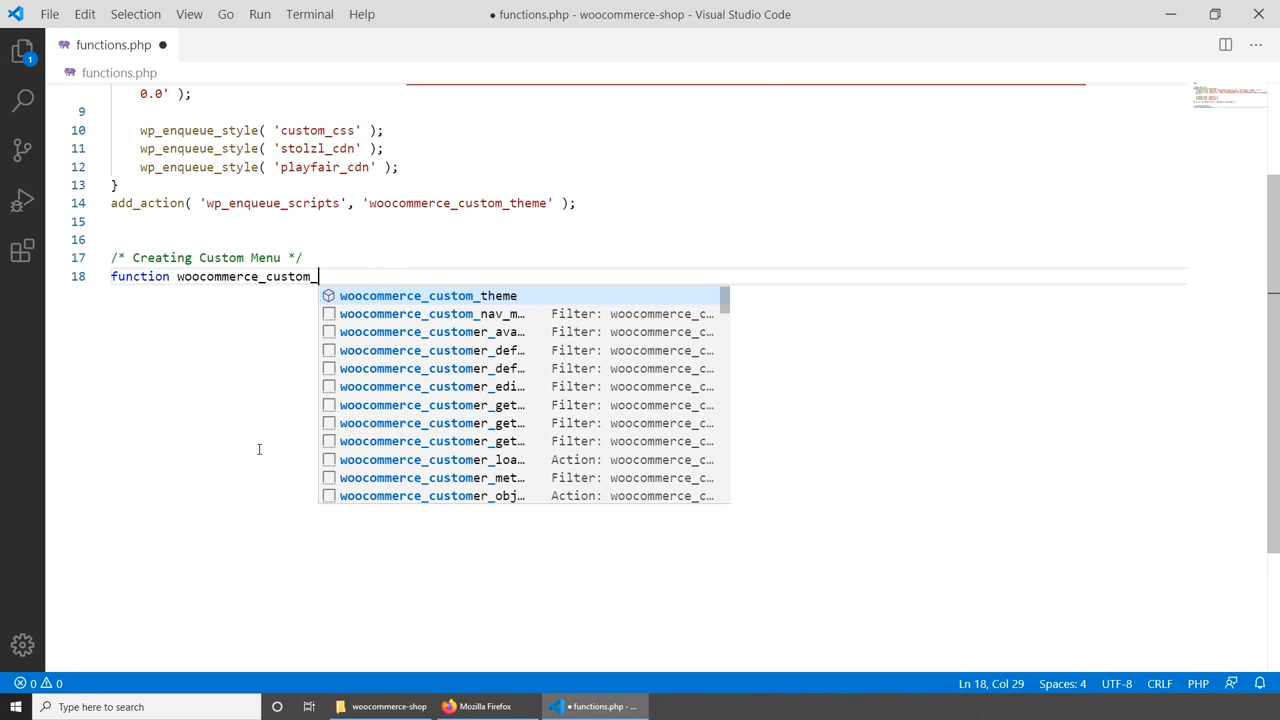 File Edit Selection View Go Run Terminal Help ● functions.php - woocommerce-shop - Visual Studio Code
functions.php ●
functions.php
0.0' );
9
10 wp_enqueue_style( 'custom_css' );
11 wp_enqueue_style( 'stolzl_cdn' );
12 wp_enqueue_style( 'playfair_cdn' );
13 }
14 add_action( 'wp_enqueue_scripts', 'woocommerce_custom_theme' );
15
16
17 /* Creating Custom Menu */
18 function woocommerce_custom_
woocommerce_custom_theme
woocommerce_custom_nav_m… Filter: woocommerce_c…
woocommerce_customer_ava… Filter: woocommerce_c…
woocommerce_customer_def… Filter: woocommerce_c…
woocommerce_customer_def… Filter: woocommerce_c…
woocommerce_customer_edi… Filter: woocommerce_c…
woocommerce_customer_get… Filter: woocommerce_c…
woocommerce_customer_get… Filter: woocommerce_c…
woocommerce_customer_get… Filter: woocommerce_c…
woocommerce_customer_loa… Action: woocommerce_c…
woocommerce_customer_met… Filter: woocommerce_c…
woocommerce_customer_obj… Action: woocommerce_c…
1
0 0 Ln 18, Col 29 Spaces: 4 UTF-8 CRLF PHP
Type here to search woocommerce-shop Mozilla Firefox ● functions.php - ...